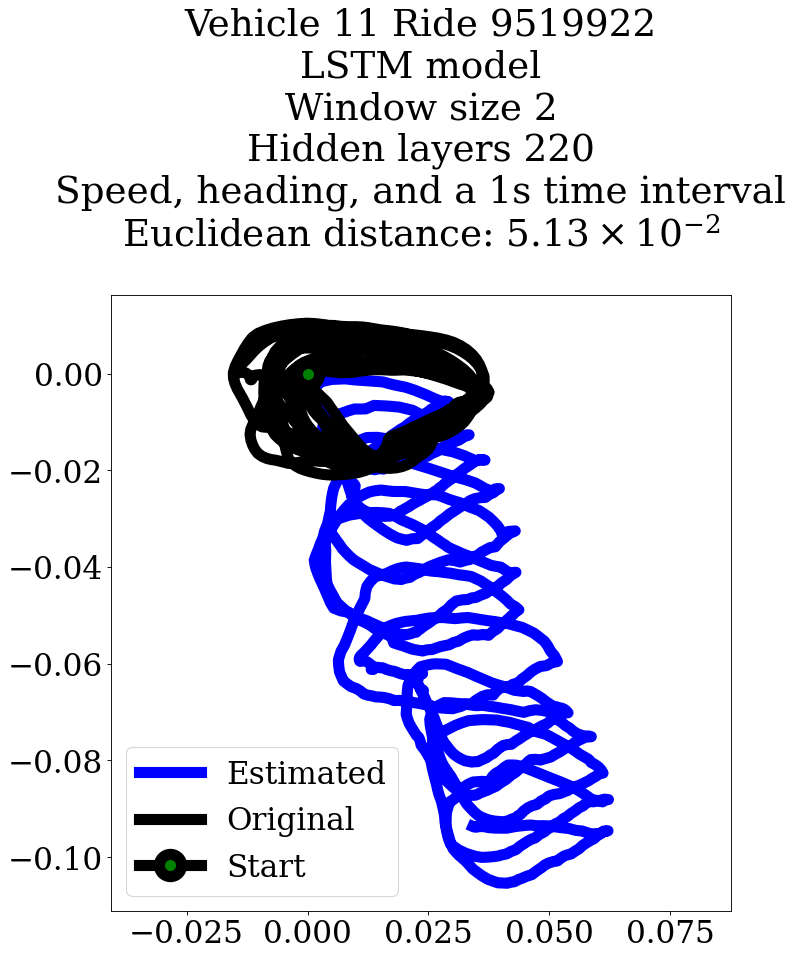 Vehicle 11 Ride 9519922
LSTM model
Window size 2
Hidden layers 220
Speed, heading, and a 1s time interval
Euclidean distance: 5.13 × 10⁻²
0.00
−0.02
−0.04
−0.06
−0.08
−0.10
Estimated
Original
Start
−0.025 0.000 0.025 0.050 0.075